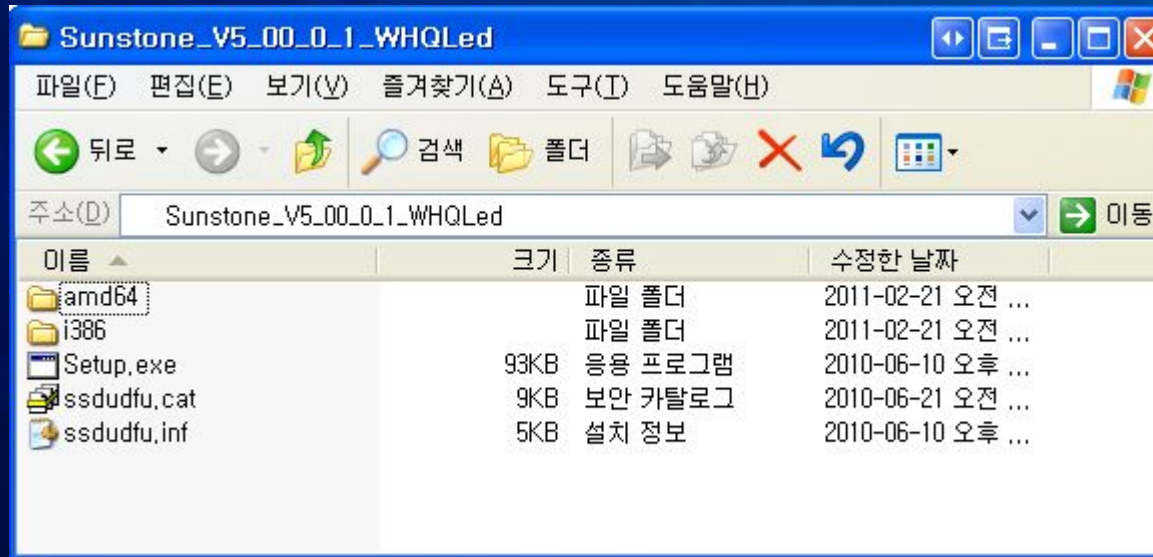 Sunstone_V5_00_0_1_WHQLed
파일(F) 편집(E) 보기(V) 즐겨찾기(A) 도구(T) 도움말(H)
뒤로 검색 폴더
주소(D) Sunstone_V5_00_0_1_WHQLed 이동
이름 크기 종류 수정한 날짜
amd64 파일 폴더 2011-02-21 오전 ...
i386 파일 폴더 2011-02-21 오전 ...
Setup.exe 93KB 응용 프로그램 2010-06-10 오후 ...
ssdudfu.cat 9KB 보안 카탈로그 2010-06-21 오전 ...
ssdudfu.inf 5KB 설치 정보 2010-06-10 오후 ...